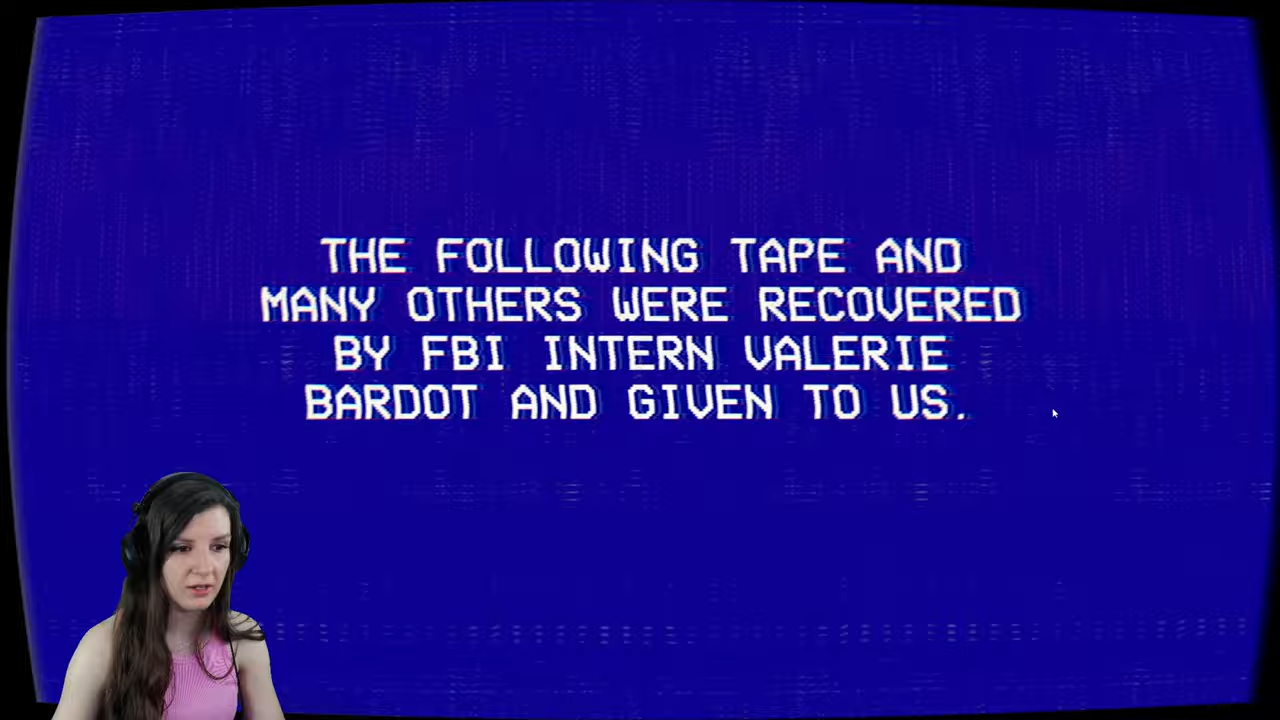 THE FOLLOWING TAPE AND
MANY OTHERS WERE RECOVERED
BY FBI INTERN VALERIE
BARDOT AND GIVEN TO US.